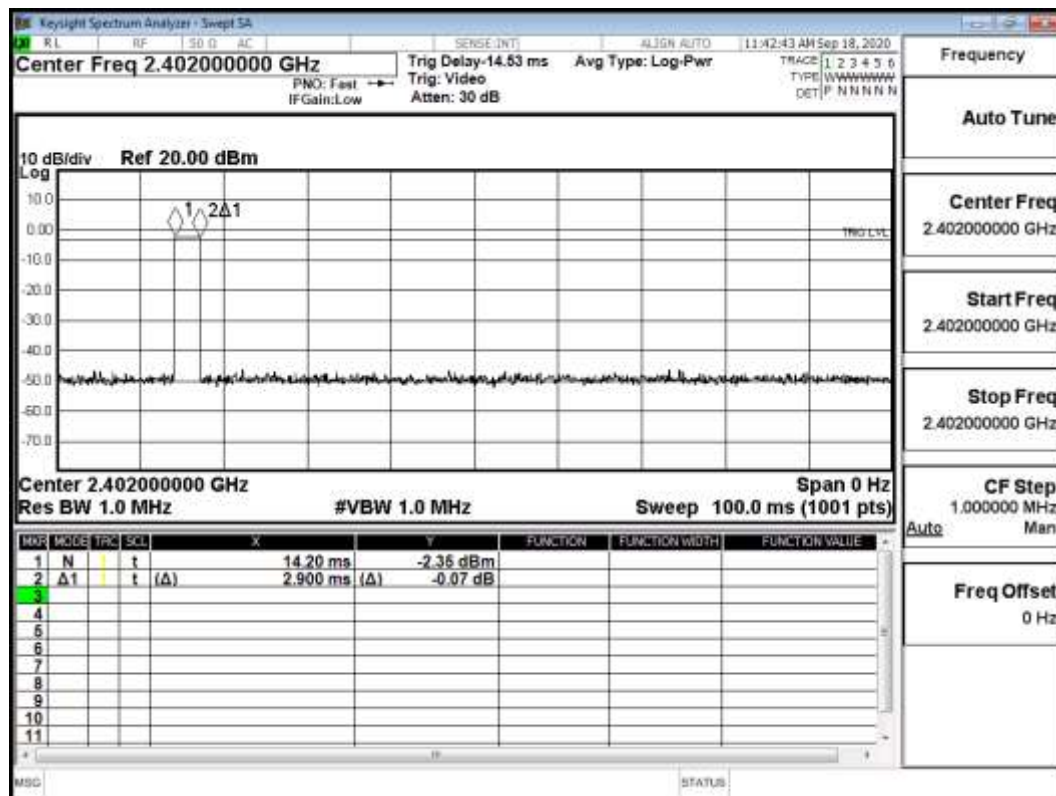 Keysight Spectrum Analyzer - Swept SA
RL RF 50 Ω AC SENSE:INT ALIGN AUTO 11:42:43 AM Sep 18, 2020
Center Freq 2.402000000 GHz
PNO: Fast
IFGain:Low
Trig Delay-14.53 ms
Trig: Video
Atten: 30 dB
Avg Type: Log-Pwr
TRACE 1 2 3 4 5 6
TYPE WWWWWW
DET P N N N N N
10 dB/div
Log
Ref 20.00 dBm
10.0
0.00
-10.0
-20.0
-30.0
-40.0
-50.0
-60.0
-70.0
1
2Δ1
TRIG LVL
Center 2.402000000 GHz Span 0 Hz
Res BW 1.0 MHz #VBW 1.0 MHz Sweep 100.0 ms (1001 pts)
MKR MODE TRC SCL X Y FUNCTION FUNCTION WIDTH FUNCTION VALUE
1 N t 14.20 ms -2.35 dBm
2 Δ1 t (Δ) 2.900 ms (Δ) -0.07 dB
3
4
5
6
7
8
9
10
11
MSG STATUS
Frequency
Auto Tune
Center Freq
2.402000000 GHz
Start Freq
2.402000000 GHz
Stop Freq
2.402000000 GHz
CF Step
1.000000 MHz
Auto Man
Freq Offset
0 Hz